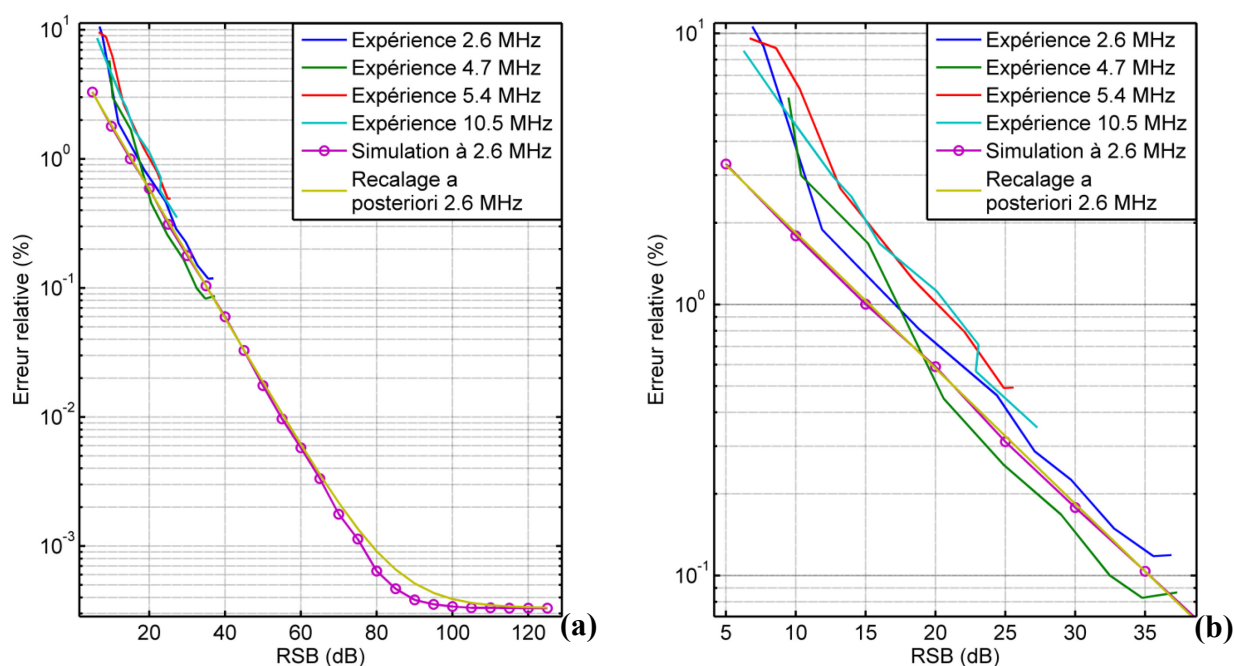 10^1
10^0
10^-1
10^-2
10^-3
Erreur relative (%)
20 40 60 80 100 120
RSB (dB)
Expérience 2.6 MHz
Expérience 4.7 MHz
Expérience 5.4 MHz
Expérience 10.5 MHz
Simulation à 2.6 MHz
Recalage a
posteriori 2.6 MHz
(a)
10^1
10^0
10^-1
Erreur relative (%)
5 10 15 20 25 30 35
RSB (dB)
Expérience 2.6 MHz
Expérience 4.7 MHz
Expérience 5.4 MHz
Expérience 10.5 MHz
Simulation à 2.6 MHz
Recalage a
posteriori 2.6 MHz
(b)